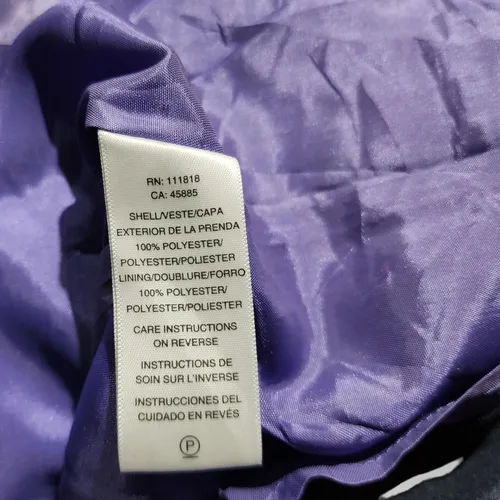 RN: 111818
CA: 45885
SHELL/VESTE/CAPA
EXTERIOR DE LA PRENDA
100% POLYESTER/
POLYESTER/POLIESTER
LINING/DOUBLURE/FORRO
100% POLYESTER/
POLYESTER/POLIESTER
CARE INSTRUCTIONS
ON REVERSE
INSTRUCTIONS DE
SOIN SUR L'INVERSE
INSTRUCCIONES DEL
CUIDADO EN REVÉS
P